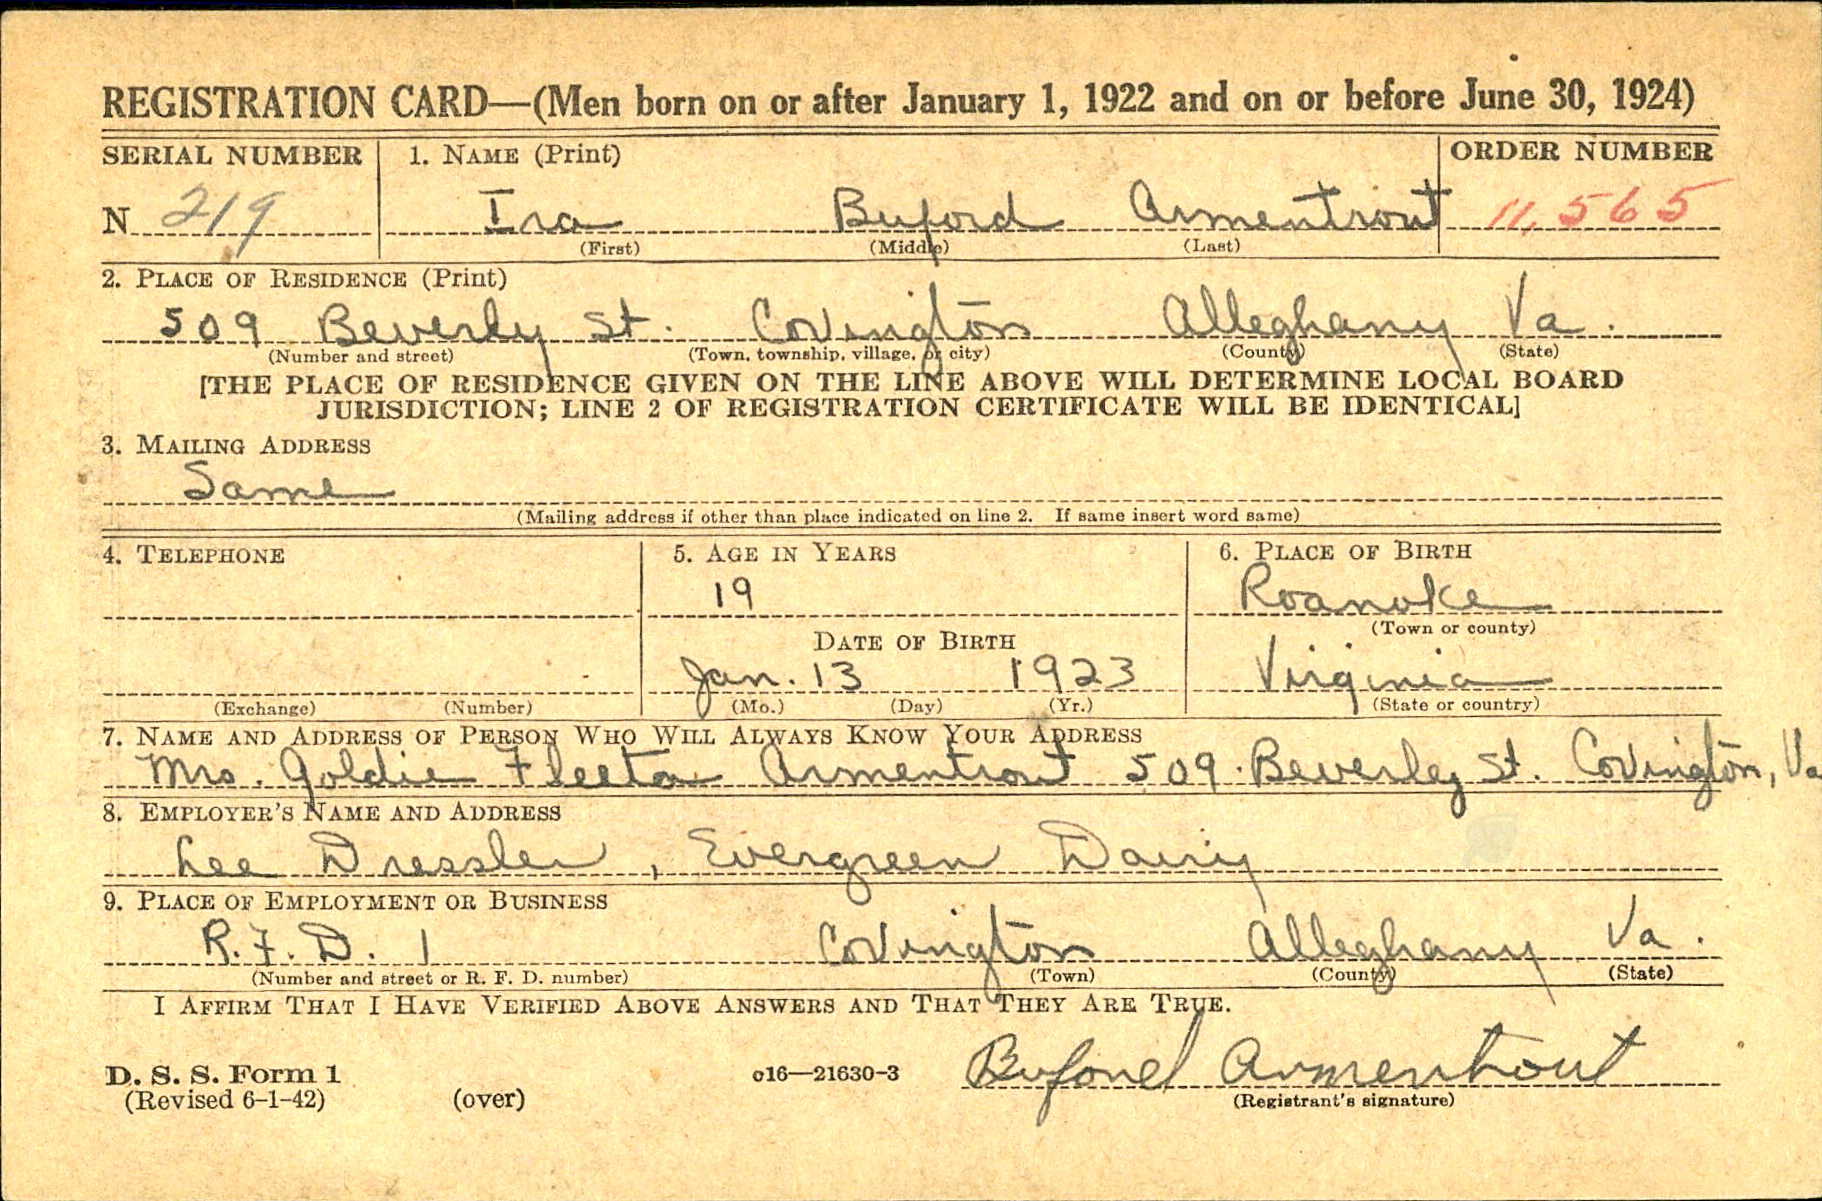 REGISTRATION CARD—(Men born on or after January 1, 1922 and on or before June 30, 1924)
SERIAL NUMBER 1. NAME (Print) ORDER NUMBER
N 219 Ira Buford Armentrout 11,565
(First) (Middle) (Last)
2. PLACE OF RESIDENCE (Print)
509 Beverly St. Covington Alleghany Va.
(Number and street) (Town, township, village, or city) (County) (State)
[THE PLACE OF RESIDENCE GIVEN ON THE LINE ABOVE WILL DETERMINE LOCAL BOARD
JURISDICTION; LINE 2 OF REGISTRATION CERTIFICATE WILL BE IDENTICAL]
3. MAILING ADDRESS
Same
(Mailing address if other than place indicated on line 2. If same insert word same)
4. TELEPHONE 5. AGE IN YEARS 6. PLACE OF BIRTH
19 Roanoke
(Town or county)
DATE OF BIRTH
Jan. 13 1923 Virginia
(Exchange) (Number) (Mo.) (Day) (Yr.) (State or country)
7. NAME AND ADDRESS OF PERSON WHO WILL ALWAYS KNOW YOUR ADDRESS
Mrs. Goldie Fleeta Armentrout 509 Beverley St. Covington, Va
8. EMPLOYER'S NAME AND ADDRESS
Lee Dressler, Evergreen Dairy
9. PLACE OF EMPLOYMENT OR BUSINESS
R.F.D. 1 Covington Alleghany Va.
(Number and street or R. F. D. number) (Town) (County) (State)
I AFFIRM THAT I HAVE VERIFIED ABOVE ANSWERS AND THAT THEY ARE TRUE.
D. S. S. Form 1 c16—21630-3 Buford Armentrout
(Revised 6-1-42) (over) (Registrant's signature)